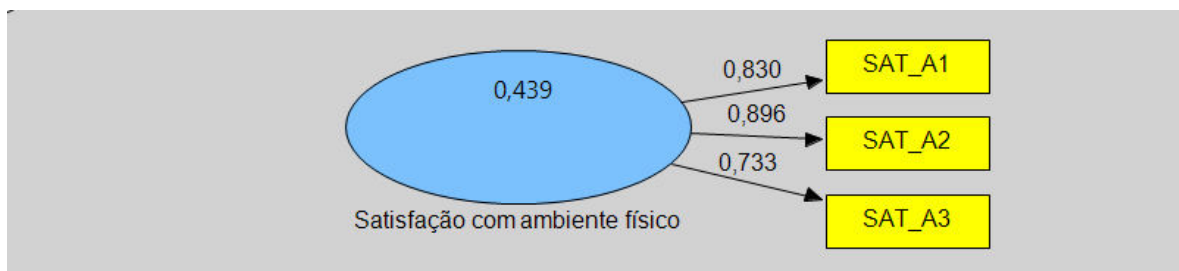 0,439
0,830
SAT_A1
0,896
SAT_A2
0,733
SAT_A3
Satisfação com ambiente físico